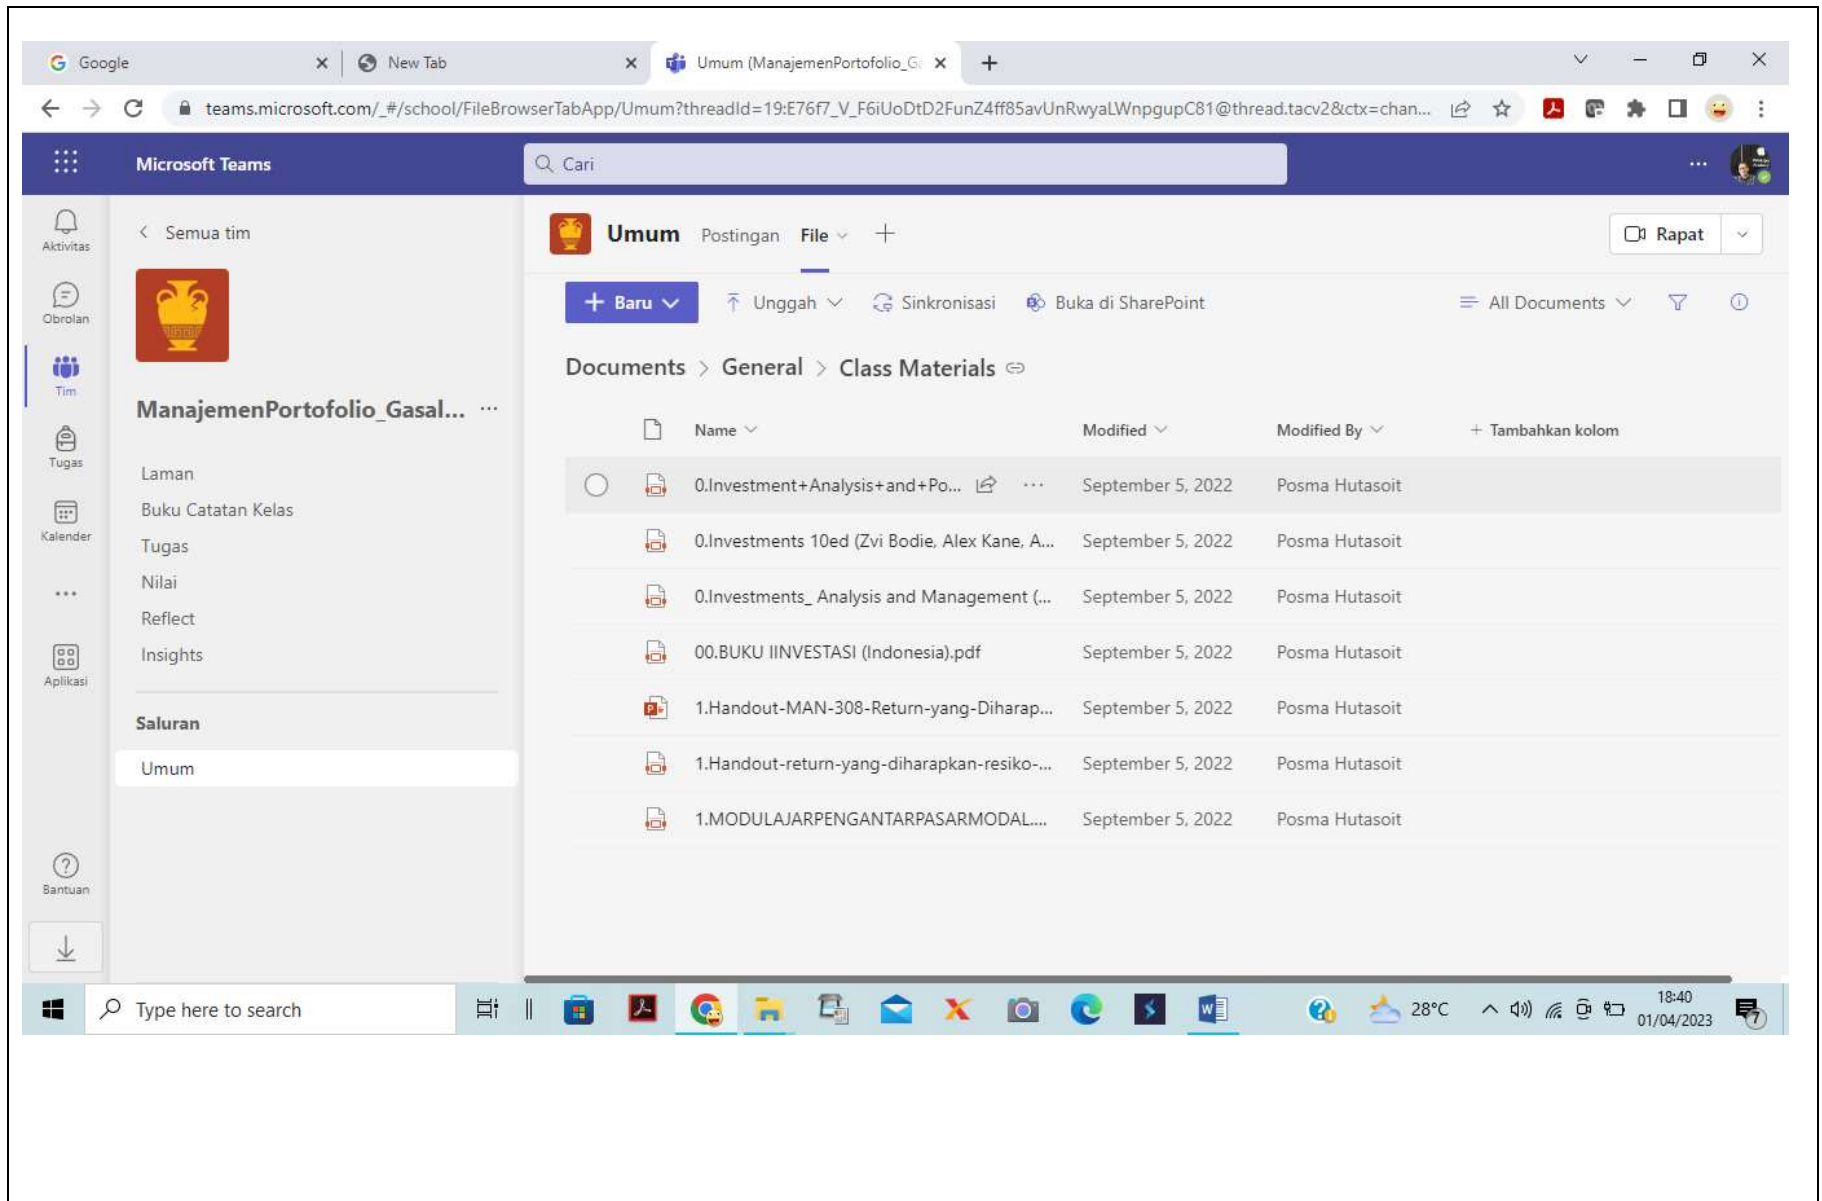 Google
New Tab
Umum (ManajemenPortofolio_G
teams.microsoft.com/_#/school/FileBrowserTabApp/Umum?threadId=19:E76f7_V_F6iUoDtD2FunZ4ff85avUnRwyaLWnpgupC81@thread.tacv2&ctx=chan...
Microsoft Teams
Cari
Aktivitas
Obrolan
Tim
Tugas
Kalender
Aplikasi
Bantuan
Semua tim
ManajemenPortofolio_Gasal...
Laman
Buku Catatan Kelas
Tugas
Nilai
Reflect
Insights
Saluran
Umum
Umum Postingan File
Rapat
Baru Unggah Sinkronisasi Buka di SharePoint All Documents
Documents > General > Class Materials
Name Modified Modified By + Tambahkan kolom
0.Investment+Analysis+and+Po... September 5, 2022 Posma Hutasoit
0.Investments 10ed (Zvi Bodie, Alex Kane, A... September 5, 2022 Posma Hutasoit
0.Investments_ Analysis and Management (... September 5, 2022 Posma Hutasoit
00.BUKU IINVESTASI (Indonesia).pdf September 5, 2022 Posma Hutasoit
1.Handout-MAN-308-Return-yang-Diharap... September 5, 2022 Posma Hutasoit
1.Handout-return-yang-diharapkan-resiko-... September 5, 2022 Posma Hutasoit
1.MODULAJARPENGANTARPASARMODAL.... September 5, 2022 Posma Hutasoit
Type here to search
28°C
18:40
01/04/2023
7